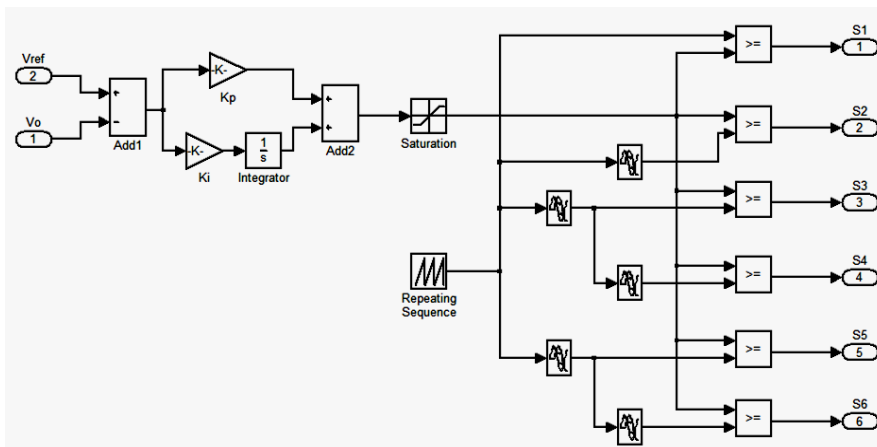 Vref
2
Vo
1
+
−
Add1
-K-
Kp
-K-
Ki
1
s
Integrator
+
+
Add2
Saturation
Repeating
Sequence
>=
S1
1
>=
S2
2
>=
S3
3
>=
S4
4
>=
S5
5
>=
S6
6